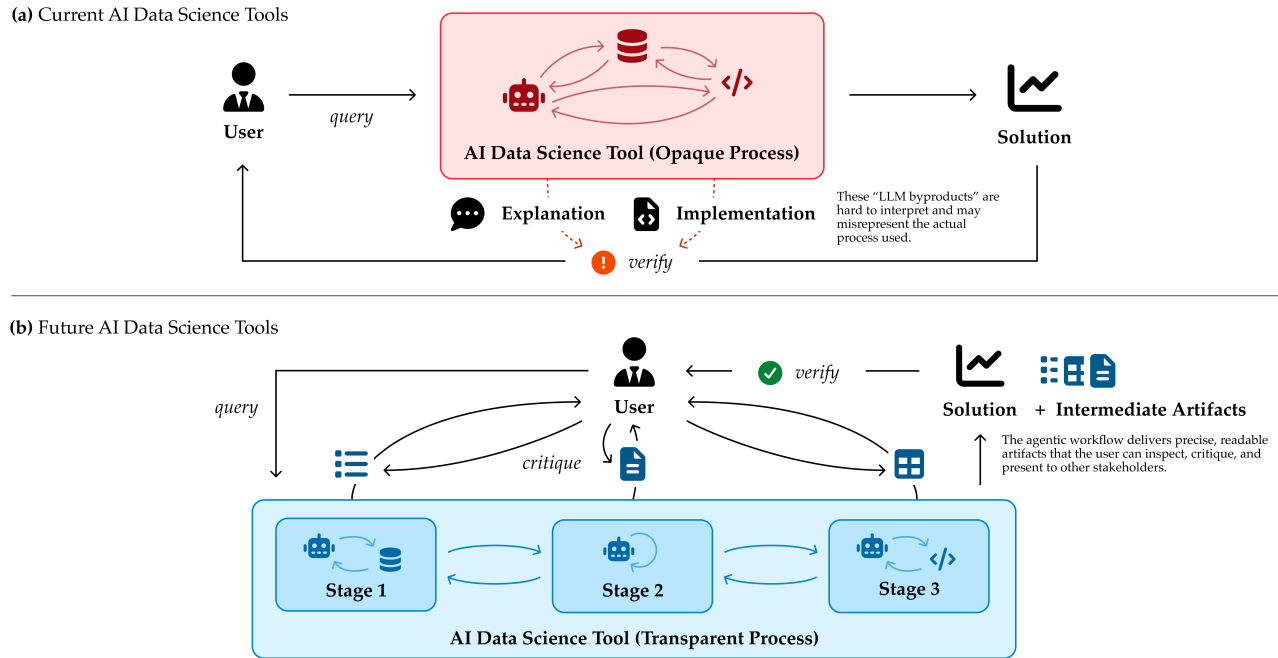 (a) Current AI Data Science Tools
User
query
AI Data Science Tool (Opaque Process)
Solution
Explanation
Implementation
These “LLM byproducts” are
hard to interpret and may
misrepresent the actual
process used.
verify
(b) Future AI Data Science Tools
query
User
verify
Solution + Intermediate Artifacts
The agentic workflow delivers precise, readable
artifacts that the user can inspect, critique, and
present to other stakeholders.
critique
Stage 1
Stage 2
Stage 3
AI Data Science Tool (Transparent Process)